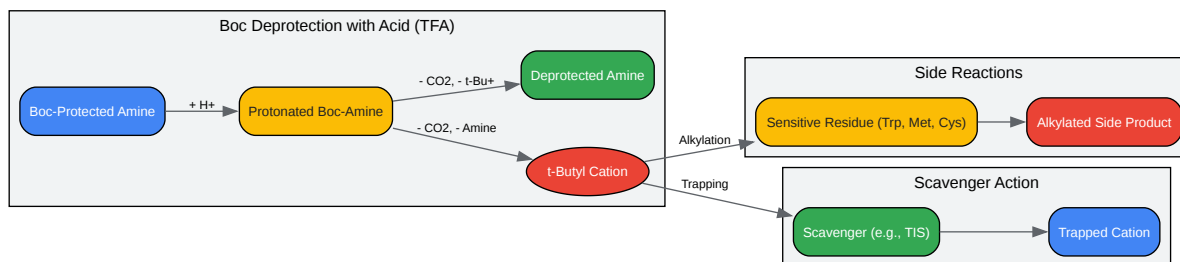 Boc Deprotection with Acid (TFA)
Boc-Protected Amine
+ H+
Protonated Boc-Amine
- CO2, - t-Bu+
Deprotected Amine
- CO2, - Amine
t-Butyl Cation
Alkylation
Trapping
Side Reactions
Sensitive Residue (Trp, Met, Cys)
Alkylated Side Product
Scavenger Action
Scavenger (e.g., TIS)
Trapped Cation